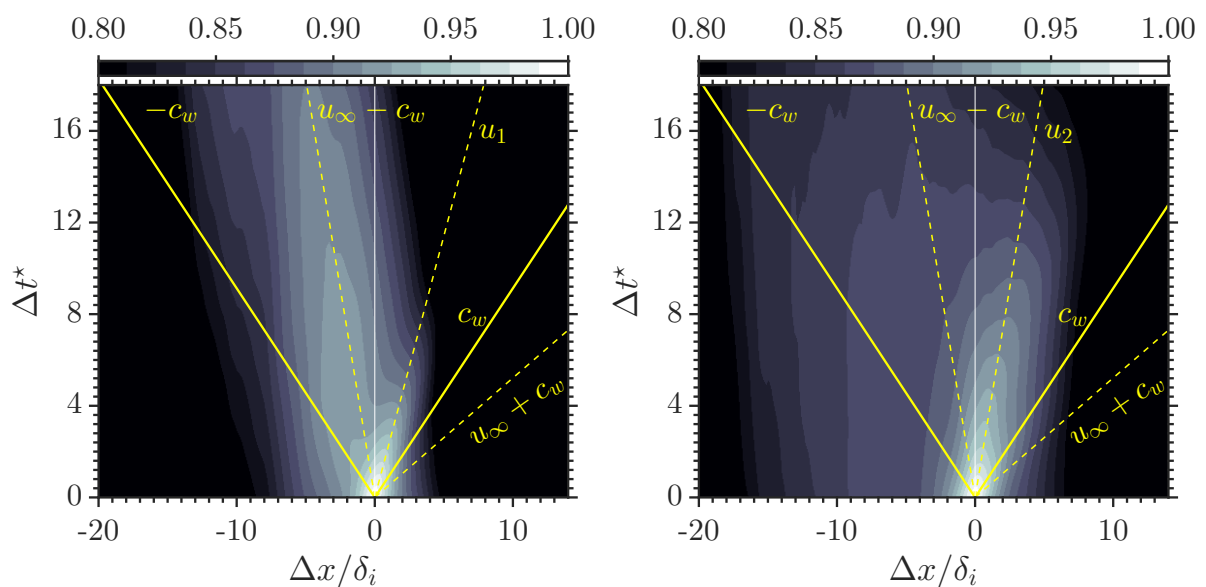 0.80 0.85 0.90 0.95 1.00
−c_w u_∞ − c_w u_1
16
12
8
4
0
Δt*
c_w
u_∞ + c_w
-20 -10 0 10
Δx/δ_i
0.80 0.85 0.90 0.95 1.00
−c_w u_∞ − c_w u_2
16
12
8
4
0
Δt*
c_w
u_∞ + c_w
-20 -10 0 10
Δx/δ_i